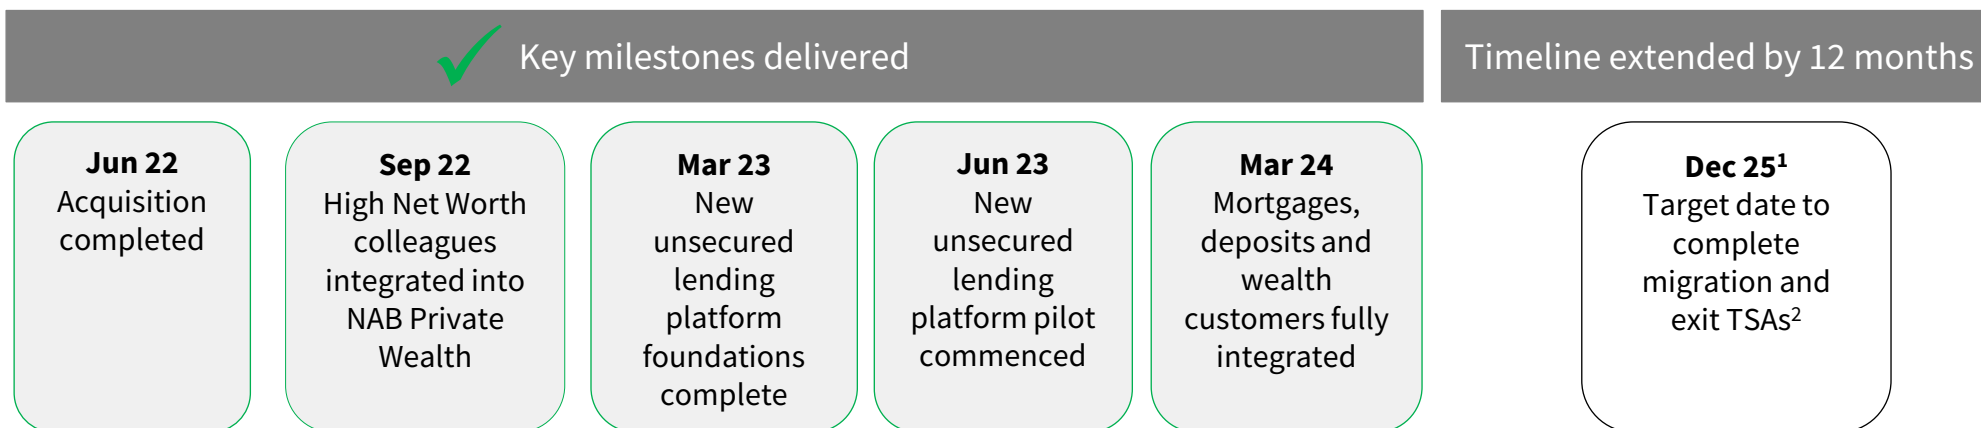 Key milestones delivered
Timeline extended by 12 months
Jun 22
Acquisition
completed
Sep 22
High Net Worth
colleagues
integrated into
NAB Private
Wealth
Mar 23
New
unsecured
lending
platform
foundations
complete
Jun 23
New
unsecured
lending
platform pilot
commenced
Mar 24
Mortgages,
deposits and
wealth
customers fully
integrated
Dec 25¹
Target date to
complete
migration and
exit TSAs²